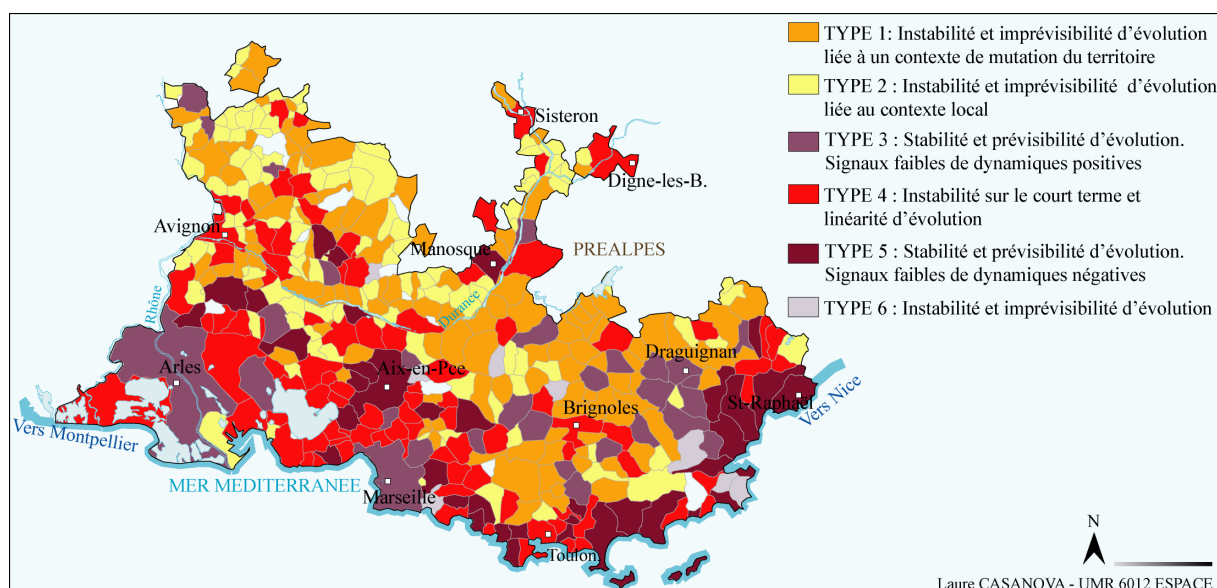 TYPE 1: Instabilité et imprévisibilité d'évolution
liée à un contexte de mutation du territoire
TYPE 2 : Instabilité et imprévisibilité d'évolution
liée au contexte local
TYPE 3 : Stabilité et prévisibilité d'évolution.
Signaux faibles de dynamiques positives
TYPE 4 : Instabilité sur le court terme et
linéarité d'évolution
TYPE 5 : Stabilité et prévisibilité d'évolution.
Signaux faibles de dynamiques négatives
TYPE 6 : Instabilité et imprévisibilité d'évolution
Sisteron
Digne-les-B.
Avignon
Manosque
PREALPES
Rhône
Durance
Arles
Aix-en-Pce
Draguignan
St-Raphaël
Brignoles
Vers Nice
Vers Montpellier
MER MEDITERRANEE
Marseille
Toulon
N
Laure CASANOVA - UMR 6012 ESPACE